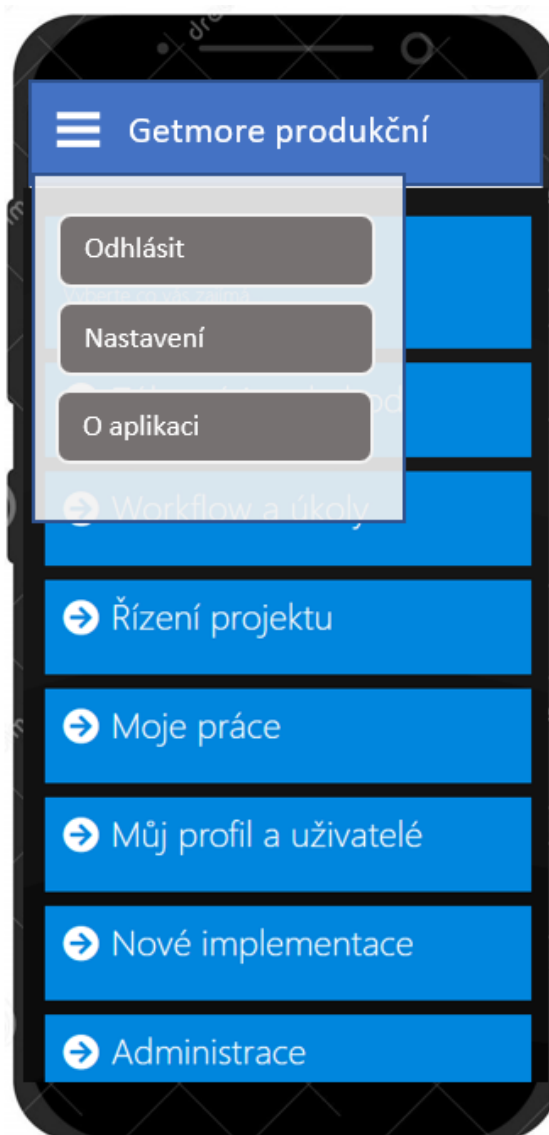 Getmore produkční
Odhlásit
Nastavení
O aplikaci
Workflow a úkoly
Řízení projektu
Moje práce
Můj profil a uživatelé
Nové implementace
Administrace